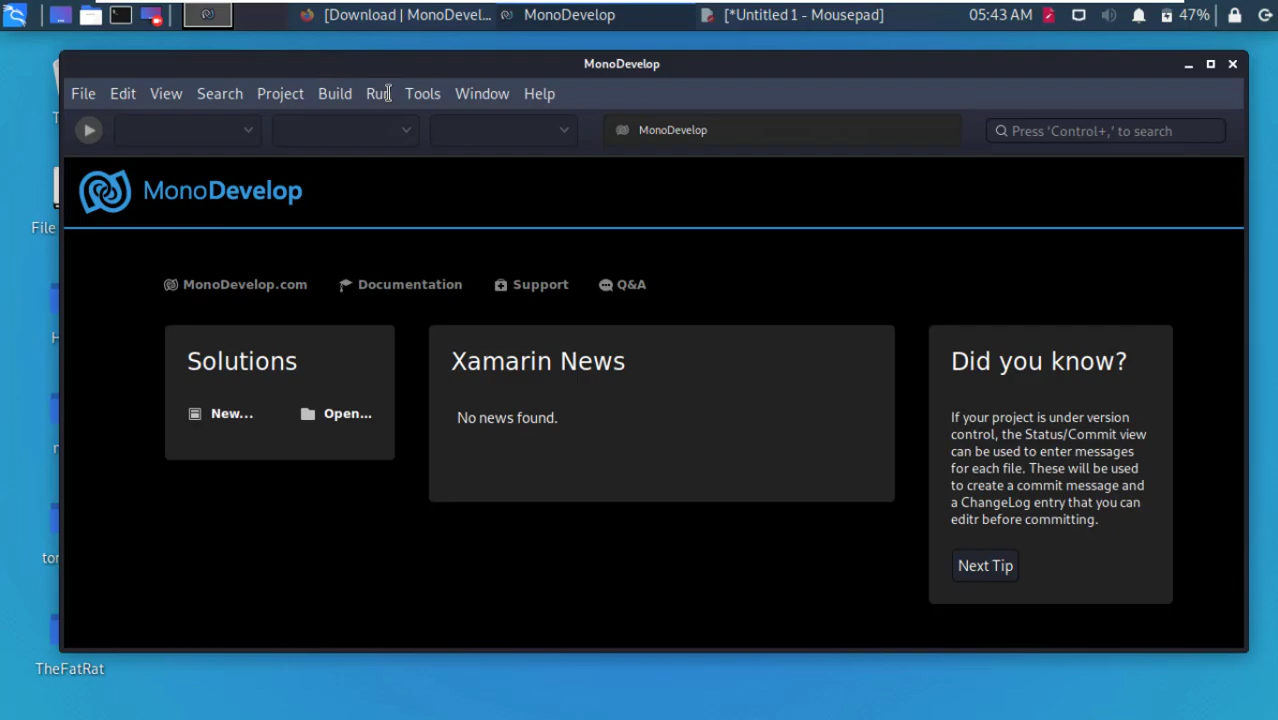 [Download | MonoDevel...
MonoDevelop
[*Untitled 1 - Mousepad]
05:43 AM
47%
MonoDevelop
File Edit View Search Project Build Run Tools Window Help
MonoDevelop
Press 'Control+,' to search
MonoDevelop
MonoDevelop.com
Documentation
Support
Q&A
Solutions
New...
Open...
Xamarin News
No news found.
Did you know?
If your project is under version
control, the Status/Commit view
can be used to enter messages
for each file. These will be used
to create a commit message and
a ChangeLog entry that you can
editr before committing.
Next Tip
File
TheFatRat